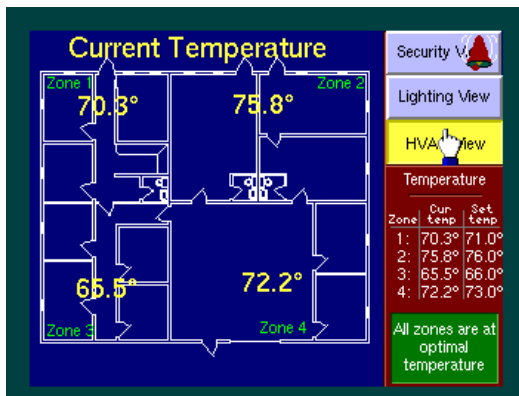 Current Temperature
Zone 1
70.3°
75.8°
Zone 2
65.5°
72.2°
Zone 3
Zone 4
Security
Lighting View
HVAC View
Temperature
Cur Set
Zone temp temp
1: 70.3° 71.0°
2: 75.8° 76.0°
3: 65.5° 66.0°
4: 72.2° 73.0°
All zones are at
optimal
temperature